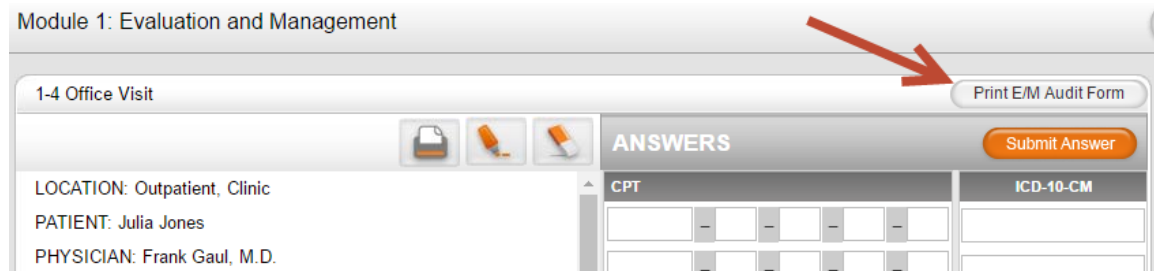 Module 1: Evaluation and Management
1-4 Office Visit
Print E/M Audit Form
ANSWERS
Submit Answer
LOCATION: Outpatient, Clinic
PATIENT: Julia Jones
PHYSICIAN: Frank Gaul, M.D.
CPT
ICD-10-CM
– – – –
– – – –